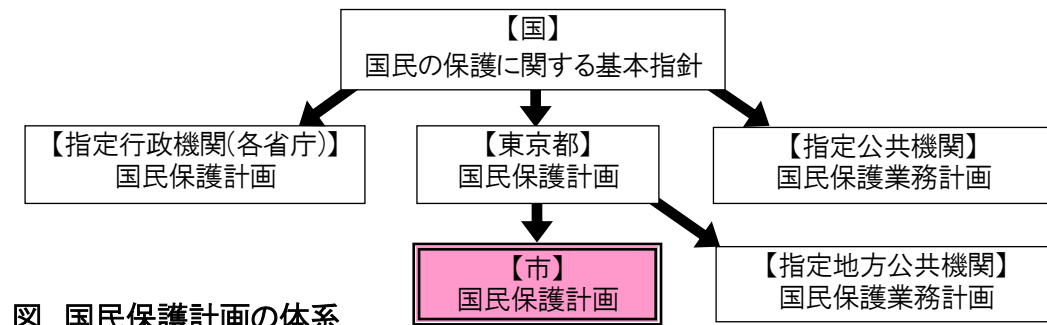 【国】
国民の保護に関する基本指針
【指定行政機関(各省庁)】
国民保護計画
【東京都】
国民保護計画
【指定公共機関】
国民保護業務計画
【市】
国民保護計画
【指定地方公共機関】
国民保護業務計画
図 国民保護計画の体系